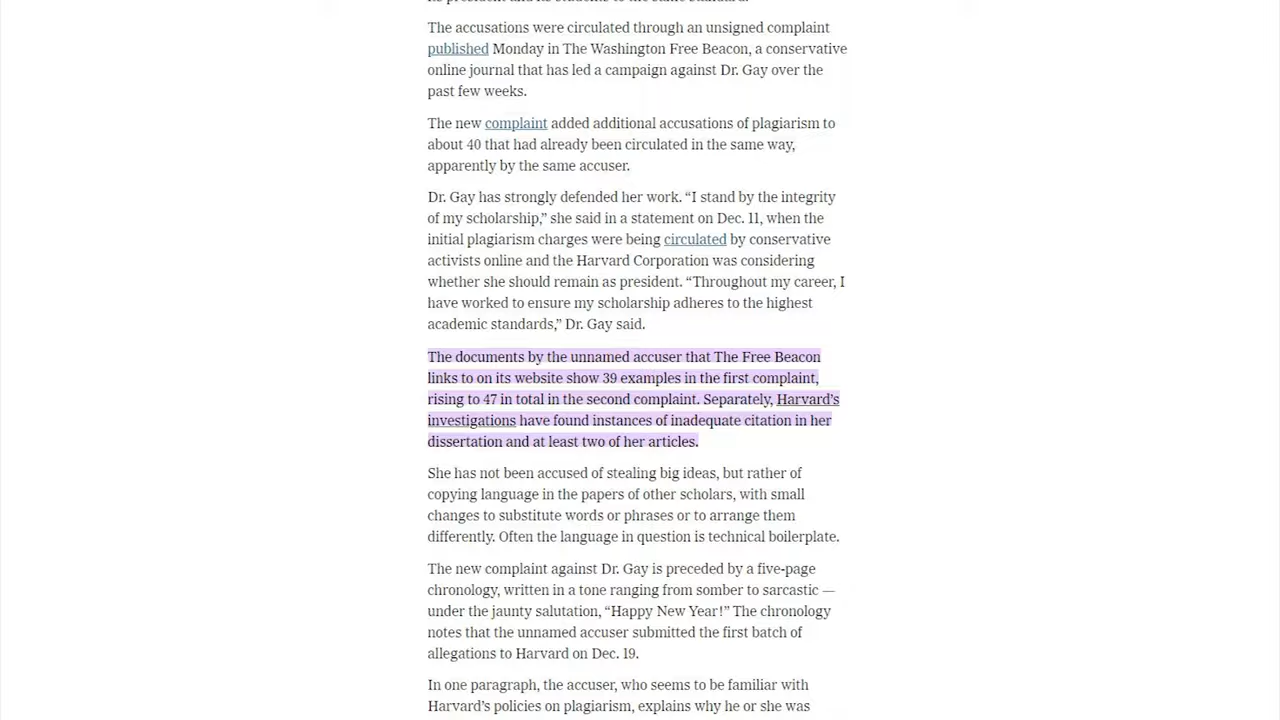 its president and its students to the same standard.
The accusations were circulated through an unsigned complaint
published Monday in The Washington Free Beacon, a conservative
online journal that has led a campaign against Dr. Gay over the
past few weeks.
The new complaint added additional accusations of plagiarism to
about 40 that had already been circulated in the same way,
apparently by the same accuser.
Dr. Gay has strongly defended her work. “I stand by the integrity
of my scholarship,” she said in a statement on Dec. 11, when the
initial plagiarism charges were being circulated by conservative
activists online and the Harvard Corporation was considering
whether she should remain as president. “Throughout my career, I
have worked to ensure my scholarship adheres to the highest
academic standards,” Dr. Gay said.
The documents by the unnamed accuser that The Free Beacon
links to on its website show 39 examples in the first complaint,
rising to 47 in total in the second complaint. Separately, Harvard’s
investigations have found instances of inadequate citation in her
dissertation and at least two of her articles.
She has not been accused of stealing big ideas, but rather of
copying language in the papers of other scholars, with small
changes to substitute words or phrases or to arrange them
differently. Often the language in question is technical boilerplate.
The new complaint against Dr. Gay is preceded by a five-page
chronology, written in a tone ranging from somber to sarcastic —
under the jaunty salutation, “Happy New Year!” The chronology
notes that the unnamed accuser submitted the first batch of
allegations to Harvard on Dec. 19.
In one paragraph, the accuser, who seems to be familiar with
Harvard’s policies on plagiarism, explains why he or she was